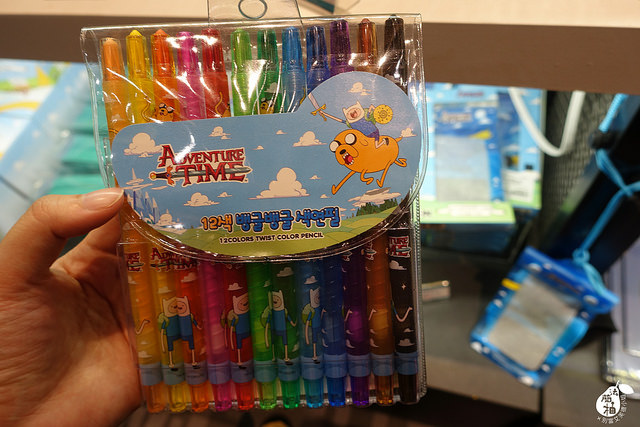 ADVENTURE
TIME
12색 뱅글뱅글 색연필
12COLORS TWIST COLOR PENCIL